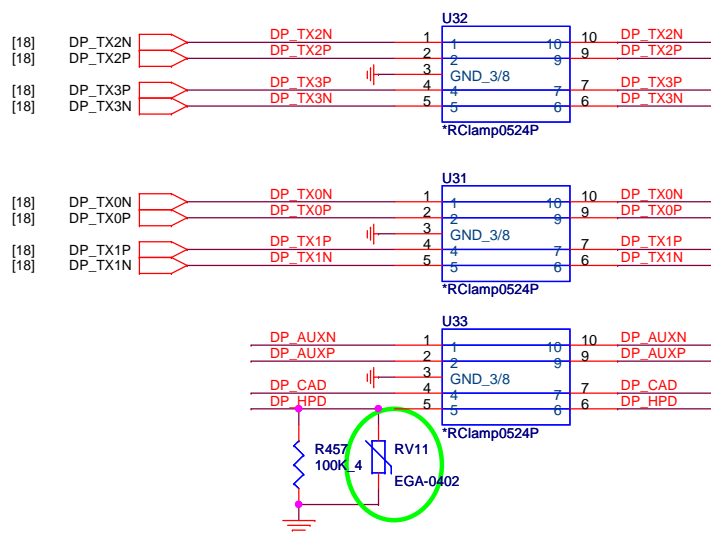 U32
[18] DP_TX2N DP_TX2N 1 1 10 10 DP_TX2N
[18] DP_TX2P DP_TX2P 2 2 9 9 DP_TX2P
3 GND_3/8
[18] DP_TX3P DP_TX3P 4 4 7 7 DP_TX3P
[18] DP_TX3N DP_TX3N 5 5 6 6 DP_TX3N
*RClamp0524P
U31
[18] DP_TX0N DP_TX0N 1 1 10 10 DP_TX0N
[18] DP_TX0P DP_TX0P 2 2 9 9 DP_TX0P
3 GND_3/8
[18] DP_TX1P DP_TX1P 4 4 7 7 DP_TX1P
[18] DP_TX1N DP_TX1N 5 5 6 6 DP_TX1N
*RClamp0524P
U33
DP_AUXN 1 1 10 10 DP_AUXN
DP_AUXP 2 2 9 9 DP_AUXP
3 GND_3/8
DP_CAD 4 4 7 7 DP_CAD
DP_HPD 5 5 6 6 DP_HPD
*RClamp0524P
R457 RV11
100K_4
EGA-0402